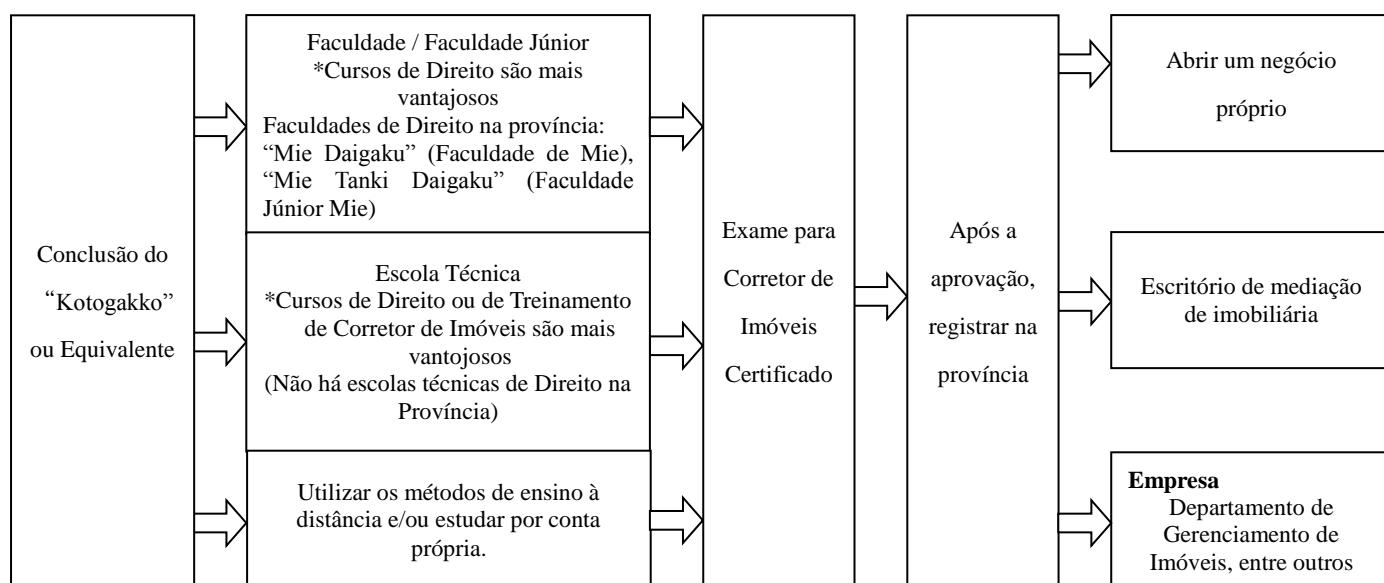 Conclusão do
“Kotogakko”
ou Equivalente
Faculdade / Faculdade Júnior
*Cursos de Direito são mais
vantajosos
Faculdades de Direito na província:
“Mie Daigaku” (Faculdade de Mie),
“Mie Tanki Daigaku” (Faculdade
Júnior Mie)
Escola Técnica
*Cursos de Direito ou de Treinamento
de Corretor de Imóveis são mais
vantojosos
(Não há escolas técnicas de Direito na
Província)
Utilizar os métodos de ensino à
distância e/ou estudar por conta
própria.
Exame para
Corretor de
Imóveis
Certificado
Após a
aprovação,
registrar na
província
Abrir um negócio
próprio
Escritório de mediação
de imobiliária
Empresa
Departamento de
Gerenciamento de
Imóveis, entre outros